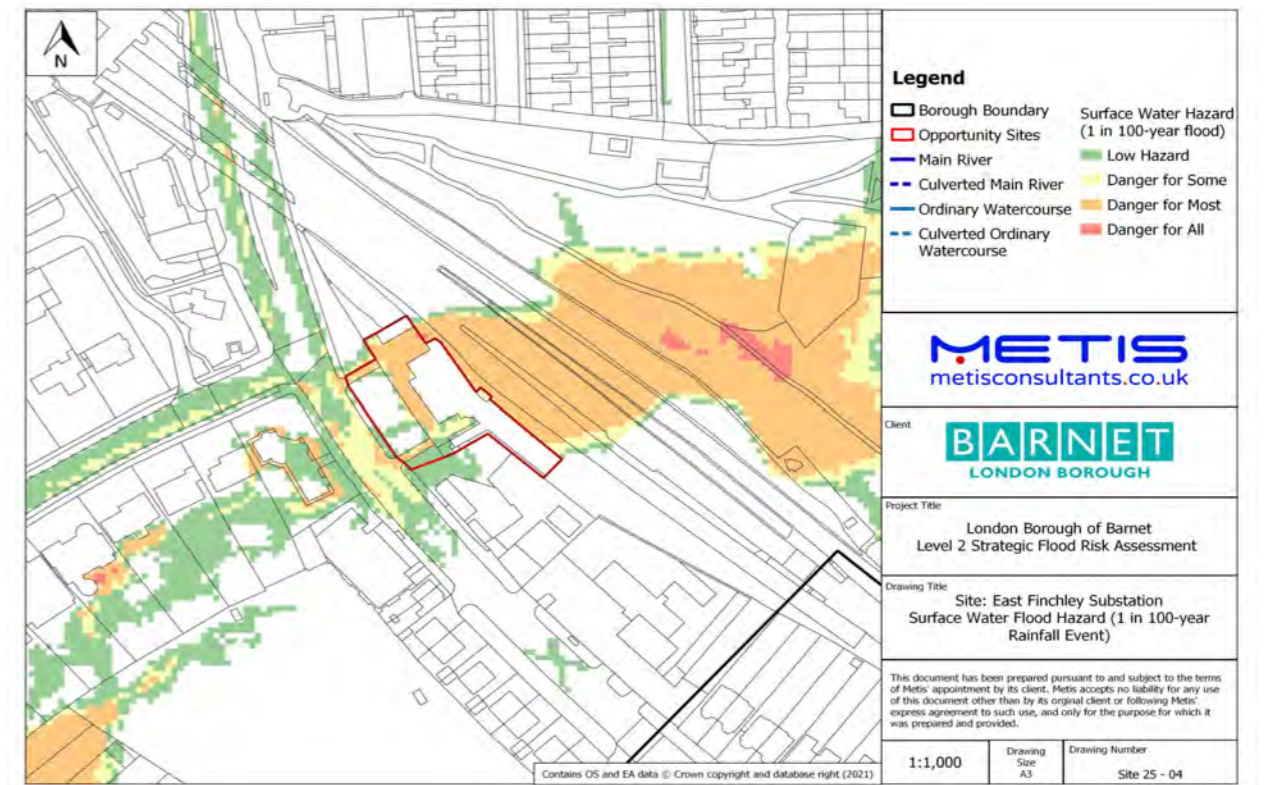 N
Contains OS and EA data © Crown copyright and database right (2021)
Legend
Borough Boundary
Opportunity Sites
Main River
Culverted Main River
Ordinary Watercourse
Culverted Ordinary
Watercourse
Surface Water Hazard
(1 in 100-year flood)
Low Hazard
Danger for Some
Danger for Most
Danger for All
METIS
metisconsultants.co.uk
Client
BARNET
LONDON BOROUGH
Project Title
London Borough of Barnet
Level 2 Strategic Flood Risk Assessment
Drawing Title
Site: East Finchley Substation
Surface Water Flood Hazard (1 in 100-year
Rainfall Event)
This document has been prepared pursuant to and subject to the terms
of Metis' appointment by its client. Metis accepts no liability for any use
of this document other than by its orginal client or following Metis'
express agreement to such use, and only for the purpose for which it
was prepared and provided.
1:1,000
Drawing
Size
A3
Drawing Number
Site 25 - 04